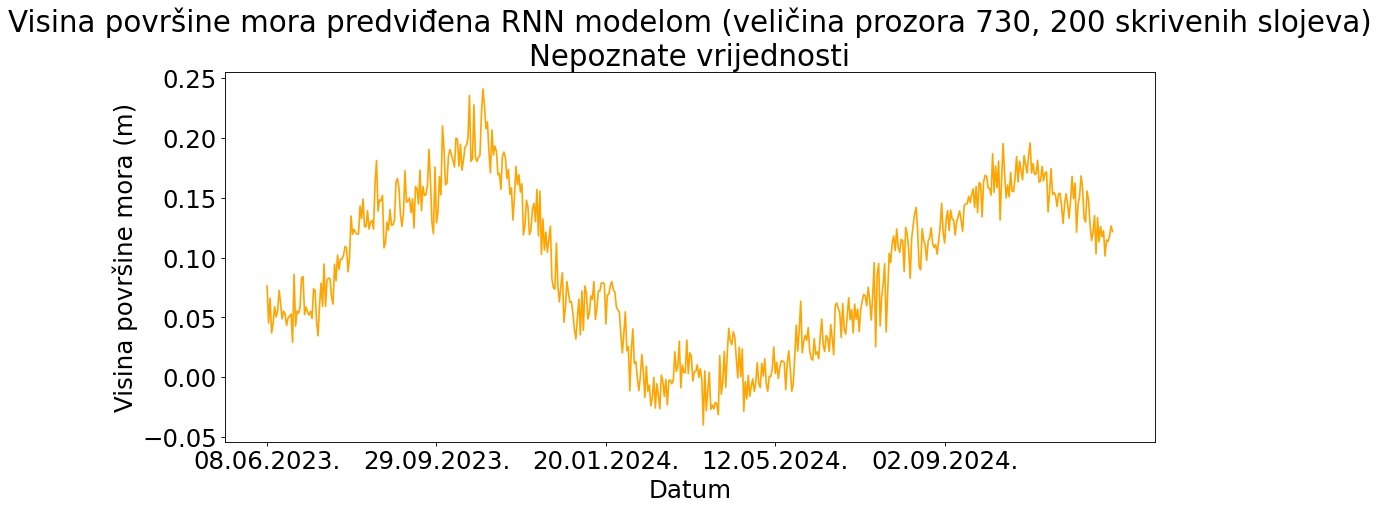 Visina površine mora predviđena RNN modelom (veličina prozora 730, 200 skrivenih slojeva)
Nepoznate vrijednosti
Visina površine mora (m)
0.25
0.20
0.15
0.10
0.05
0.00
−0.05
08.06.2023. 29.09.2023. 20.01.2024. 12.05.2024. 02.09.2024.
Datum